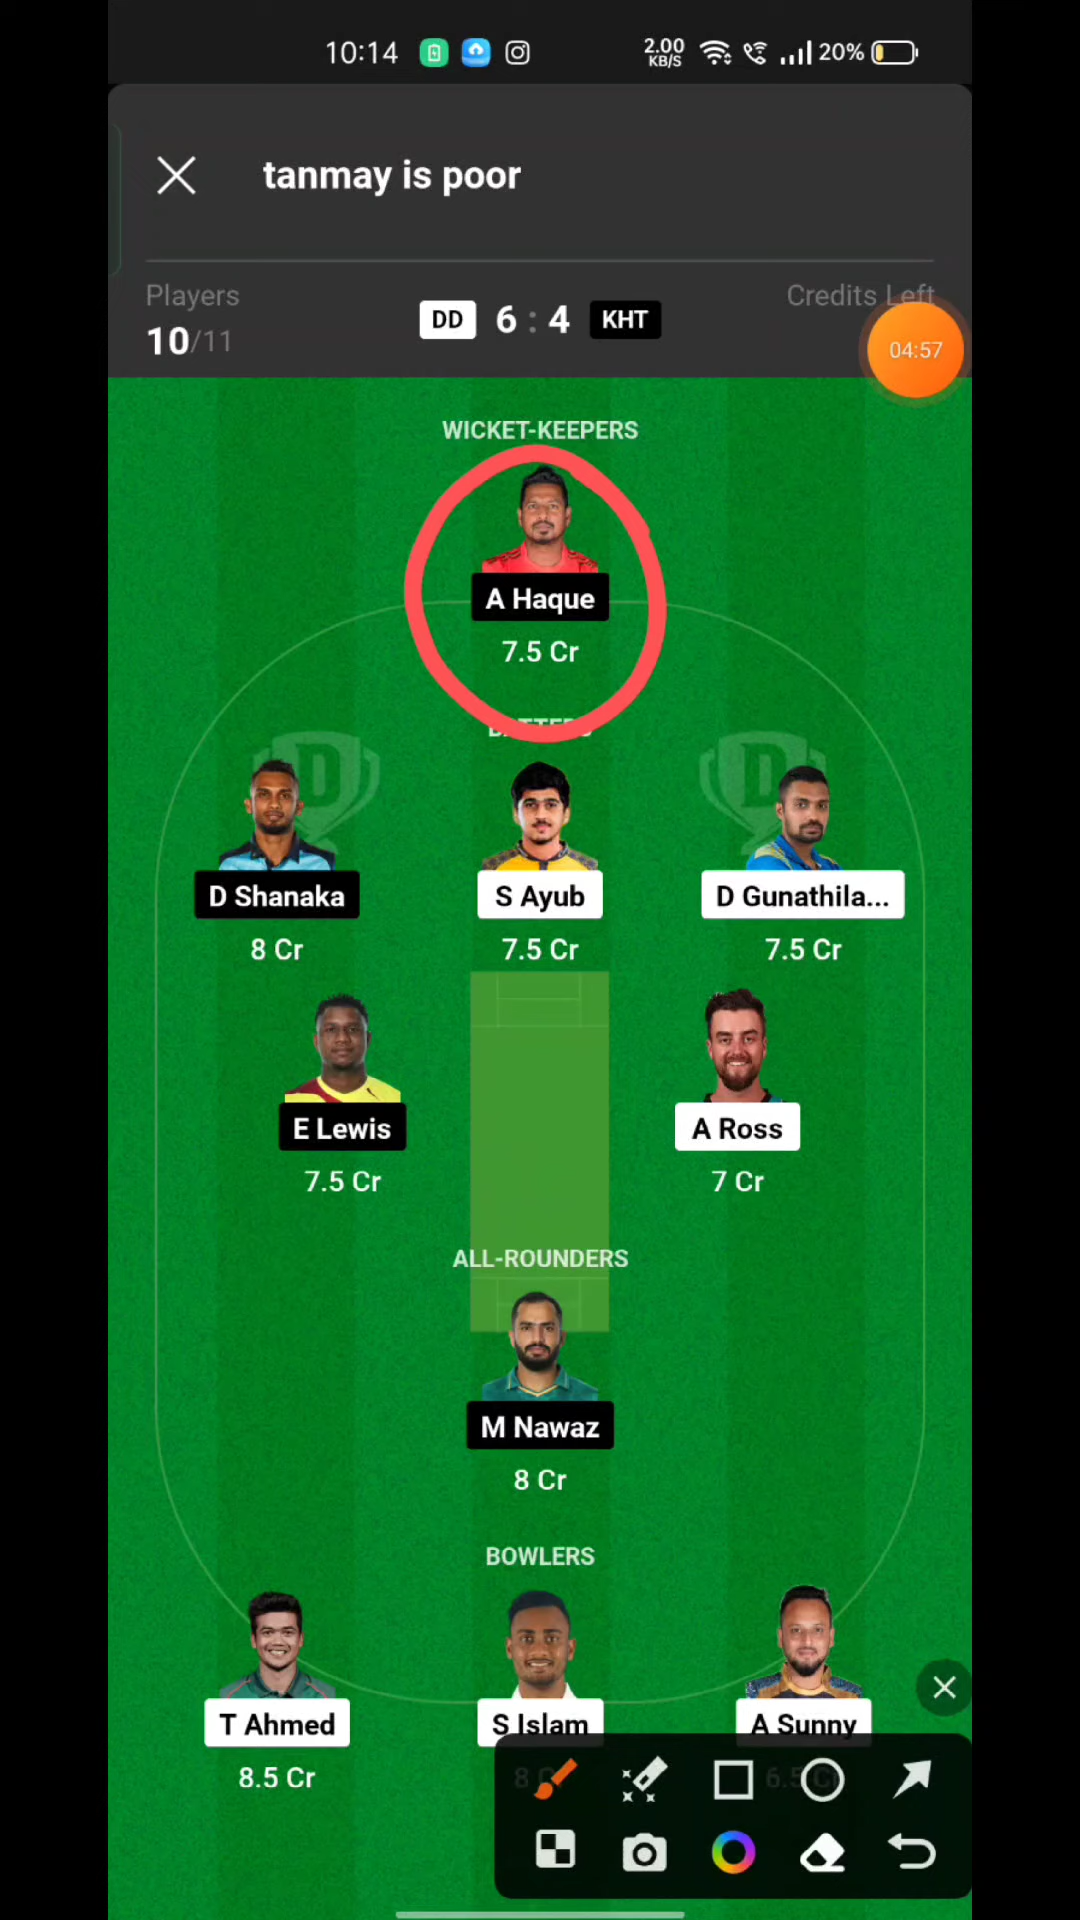 10:14
2.00
KB/S
20%
tanmay is poor
Players
Credits Left
10/11
DD 6 : 4 KHT
04:57
WICKET-KEEPERS
A Haque
7.5 Cr
D Shanaka
S Ayub
D Gunathila...
8 Cr
7.5 Cr
7.5 Cr
E Lewis
A Ross
7.5 Cr
7 Cr
ALL-ROUNDERS
M Nawaz
8 Cr
BOWLERS
T Ahmed
S Islam
A Sunny
8.5 Cr